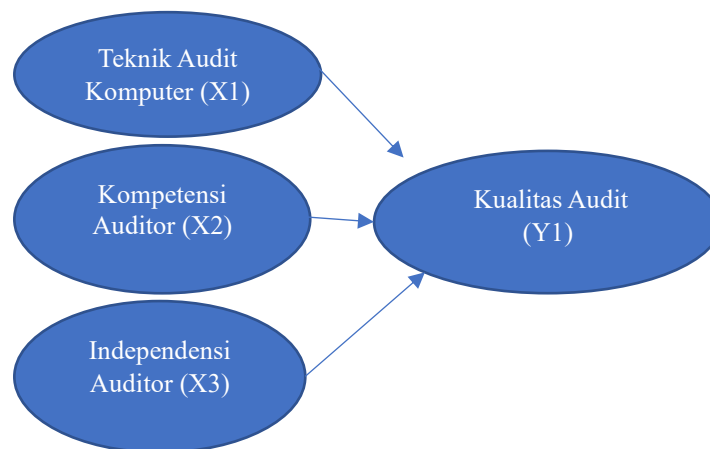 Teknik Audit
Komputer (X1)
Kompetensi
Auditor (X2)
Kualitas Audit
(Y1)
Independensi
Auditor (X3)